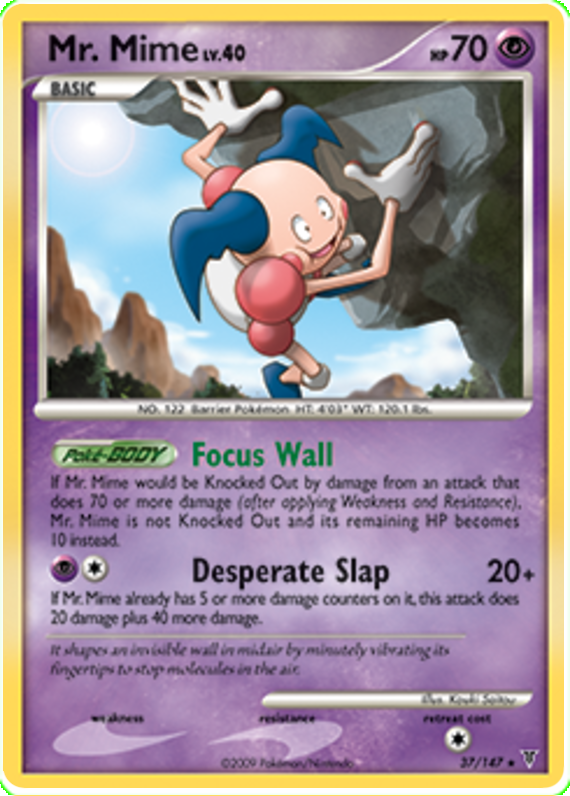 Mr. Mime LV.40 HP 70
BASIC
NO. 122 Barrier Pokémon HT: 4'03" WT: 120.1 lbs.
Poké-BODY Focus Wall
If Mr. Mime would be Knocked Out by damage from an attack that
does 70 or more damage (after applying Weakness and Resistance),
Mr. Mime is not Knocked Out and its remaining HP becomes
10 instead.
Desperate Slap 20+
If Mr. Mime already has 5 or more damage counters on it, this attack does
20 damage plus 40 more damage.
It shapes an invisible wall in midair by minutely vibrating its
fingertips to stop molecules in the air.
Illus. Kouki Saitou
weakness resistance retreat cost
©2009 Pokémon/Nintendo 37/147 ★